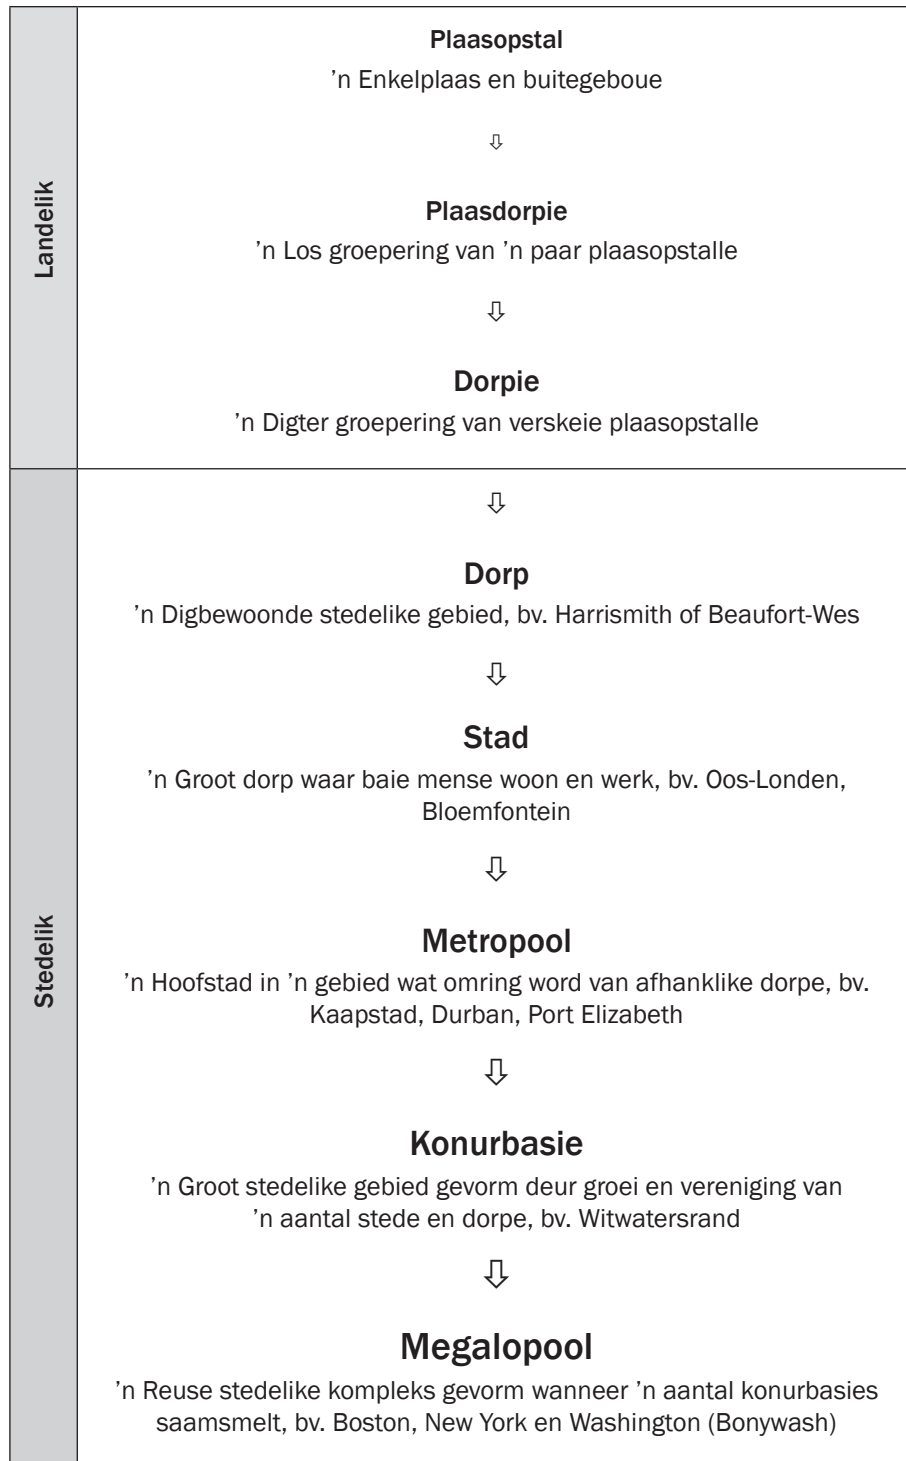 Landelik
Plaasopstal
’n Enkelplaas en buitegeboue
⇩
Plaasdorpie
’n Los groepering van ’n paar plaasopstalle
⇩
Dorpie
’n Digter groepering van verskeie plaasopstalle
Stedelik
⇩
Dorp
’n Digbewoonde stedelike gebied, bv. Harrismith of Beaufort-Wes
⇩
Stad
’n Groot dorp waar baie mense woon en werk, bv. Oos-Londen,
Bloemfontein
⇩
Metropool
’n Hoofstad in ’n gebied wat omring word van afhanklike dorpe, bv.
Kaapstad, Durban, Port Elizabeth
⇩
Konurbasie
’n Groot stedelike gebied gevorm deur groei en vereniging van
’n aantal stede en dorpe, bv. Witwatersrand
⇩
Megalopool
’n Reuse stedelike kompleks gevorm wanneer ’n aantal konurbasies
saamsmelt, bv. Boston, New York en Washington (Bonywash)